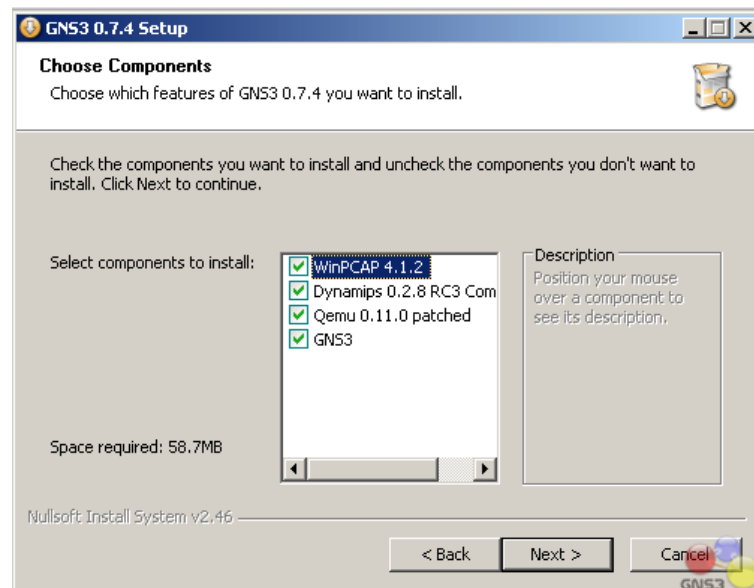 GNS3 0.7.4 Setup
Choose Components
Choose which features of GNS3 0.7.4 you want to install.
Check the components you want to install and uncheck the components you don't want to
install. Click Next to continue.
Select components to install:
WinPCAP 4.1.2
Dynamips 0.2.8 RC3 Com
Qemu 0.11.0 patched
GNS3
Description
Position your mouse
over a component to
see its description.
Space required: 58.7MB
Nullsoft Install System v2.46
< Back
Next >
Cancel
GNS3